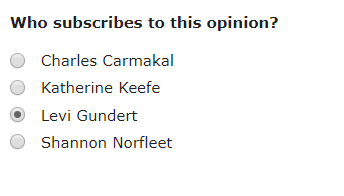 Who subscribes to this opinion?
Charles Carmakal
Katherine Keefe
Levi Gundert
Shannon Norfleet